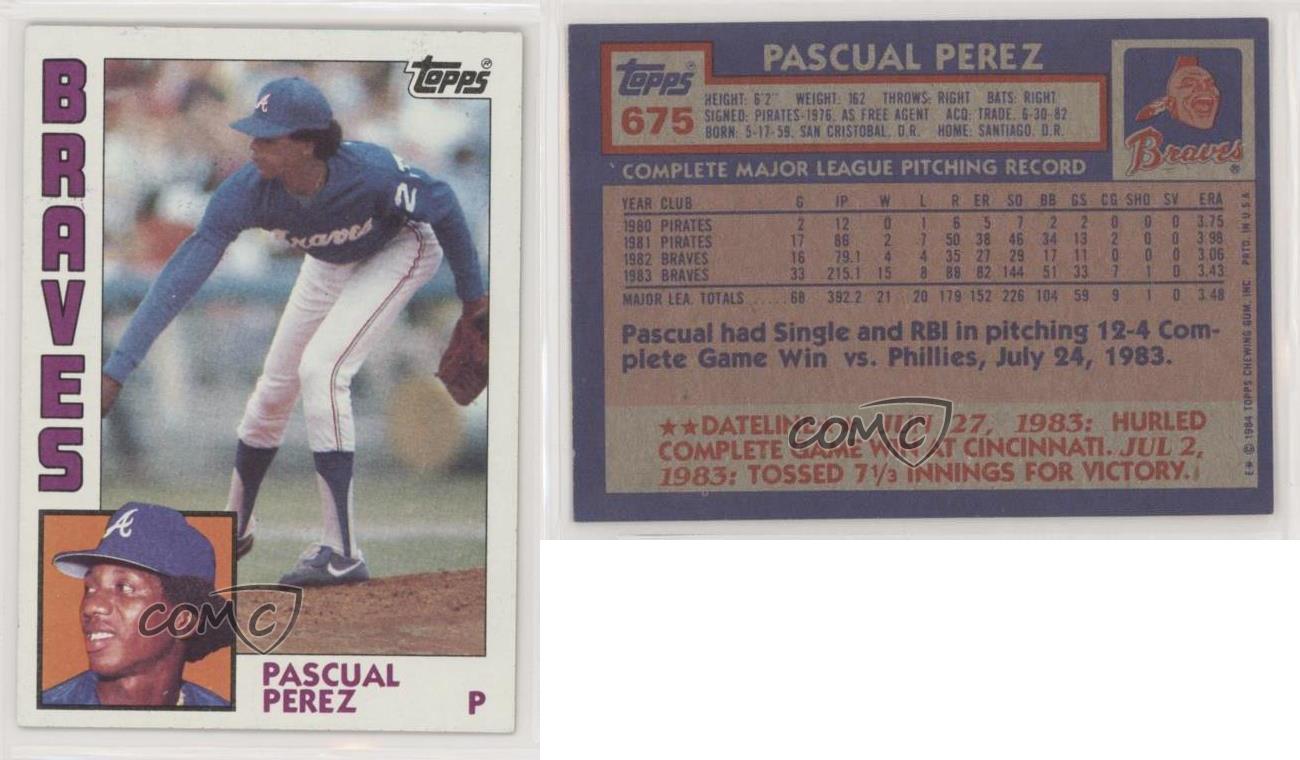 BRAVES
Topps®
A
Braves
2
A
COMC
PASCUAL
PEREZ
P
Topps®
675
PASCUAL PEREZ
HEIGHT: 6'2" WEIGHT: 162 THROWS: RIGHT BATS: RIGHT
SIGNED: PIRATES-1976, AS FREE AGENT ACQ: TRADE, 6-30-82
BORN: 5-17-59, SAN CRISTOBAL, D.R. HOME: SANTIAGO, D.R.
Braves®
COMPLETE MAJOR LEAGUE PITCHING RECORD
YEAR CLUB G IP W L R ER SO BB GS CG SHO SV ERA
1980 PIRATES 2 12 0 1 6 5 7 2 2 0 0 0 3.75
1981 PIRATES 17 86 2 7 50 38 46 34 13 2 0 0 3.98
1982 BRAVES 16 79.1 4 4 35 27 29 17 11 0 0 0 3.06
1983 BRAVES 33 215.1 15 8 88 82 144 51 33 7 1 0 3.43
MAJOR LEA. TOTALS ..... 68 392.2 21 20 179 152 226 104 59 9 1 0 3.48
Pascual had Single and RBI in pitching 12-4 Com-
plete Game Win vs. Phillies, July 24, 1983.
★★DATELINE: JUN 27, 1983: HURLED
COMPLETE GAME WIN AT CINCINNATI. JUL 2,
1983: TOSSED 7⅓ INNINGS FOR VICTORY.
COMC
E* © 1984 TOPPS CHEWING GUM, INC. PRTD. IN U.S.A.